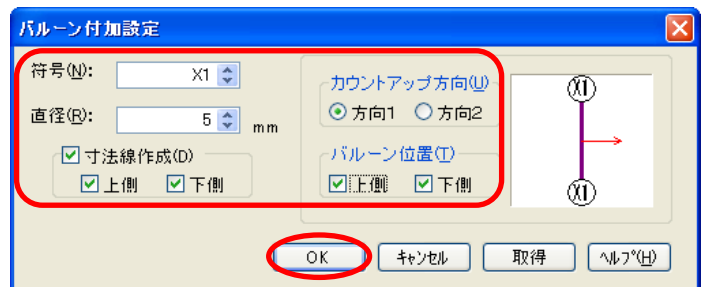 バルーン付加設定
符号(N): X1
直径(R): 5 mm
寸法線作成(D)
上側 下側
カウントアップ方向(U)
方向1 方向2
バルーン位置(T)
上側 下側
X1
X1
OK キャンセル 取得 ヘルプ(H)